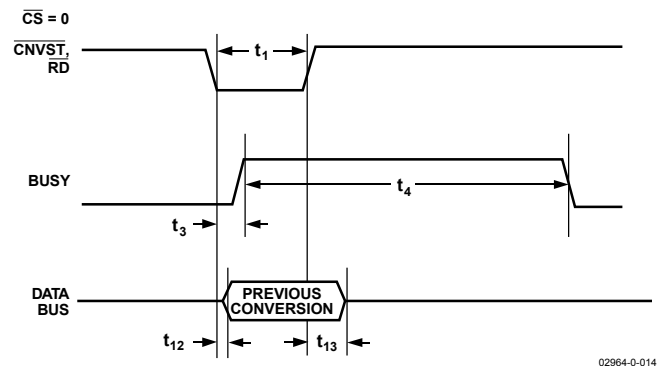 CS = 0
CNVST,
RD
t1
BUSY
t4
t3
DATA
BUS
PREVIOUS
CONVERSION
t12
t13
02964-0-014